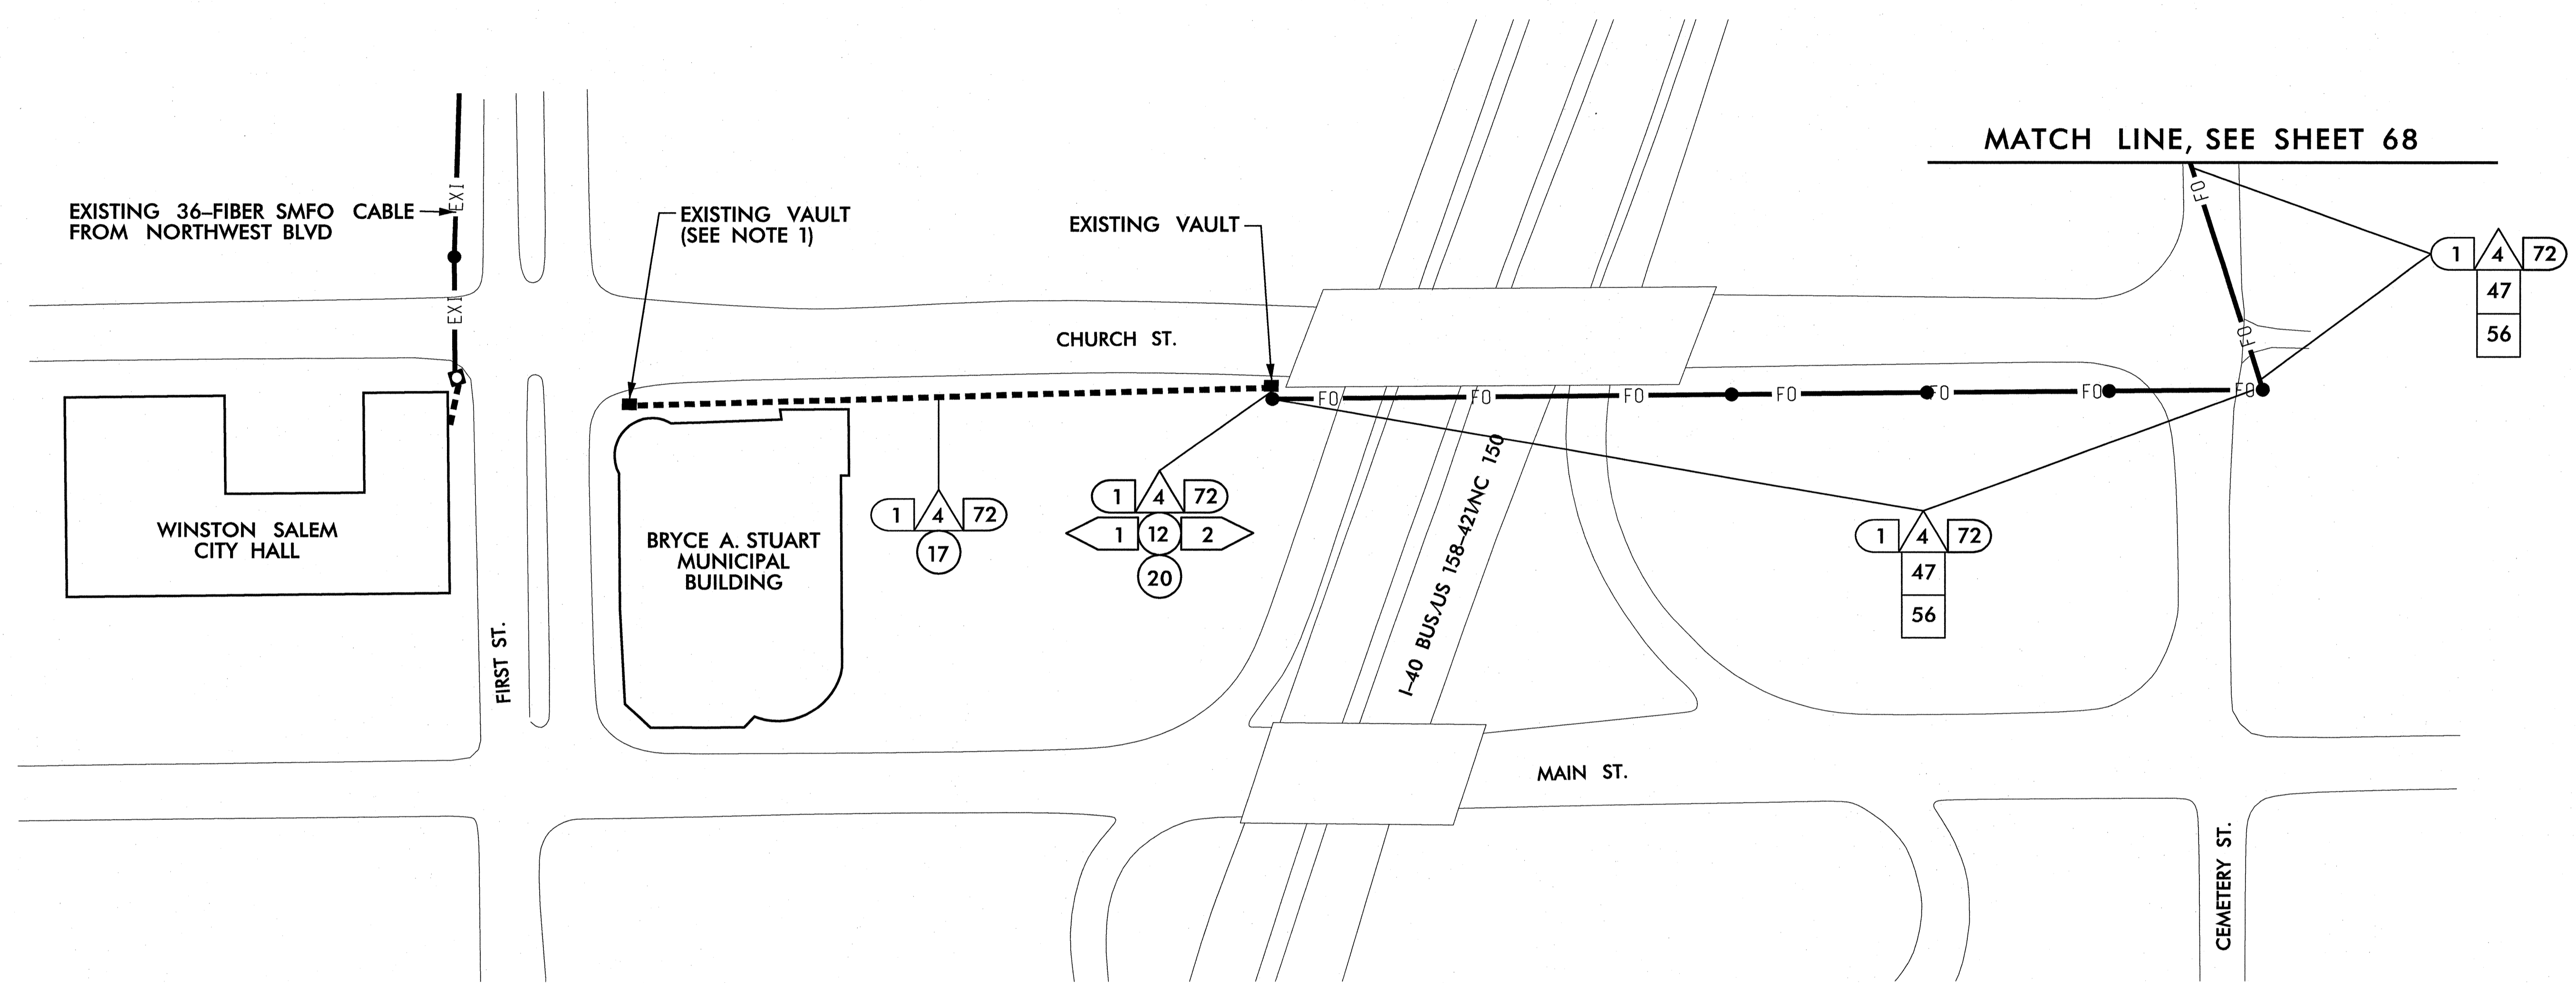 MATCH LINE, SEE SHEET 68
EXI
EXISTING 36-FIBER SMFO CABLE
FROM NORTHWEST BLVD
EXISTING VAULT
(SEE NOTE 1)
EXISTING VAULT
FO
1 4 72
47
56
EXI
CHURCH ST.
FO
FO FO FO FO FO FO FO
WINSTON SALEM
CITY HALL
BRYCE A. STUART
MUNICIPAL
BUILDING
1 4 72
17
1 4 72
1 12 2
20
I-40 BUS./US 158-421/NC 150
1 4 72
47
56
FIRST ST.
MAIN ST.
CEMETERY ST.